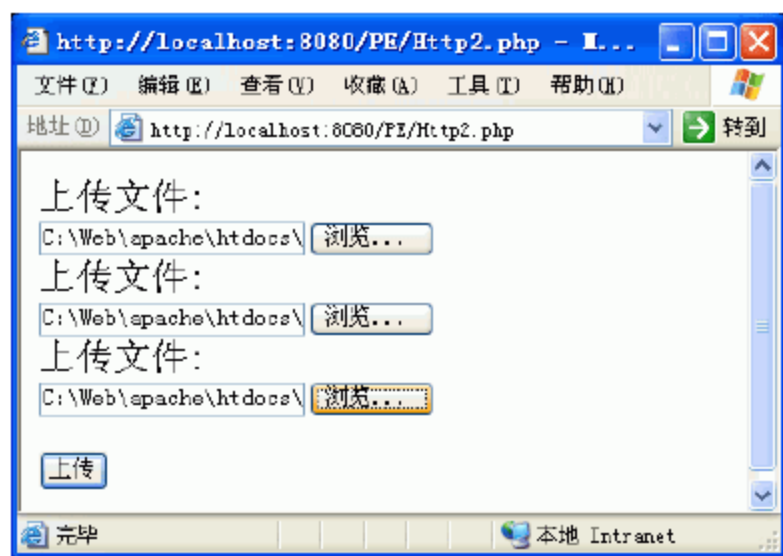 http://localhost:8080/PE/Http2.php - M...
文件(F) 编辑(E) 查看(V) 收藏(A) 工具(T) 帮助(H)
地址(D) http://localhost:8080/PE/Http2.php 转到
上传文件:
C:\Web\apache\htdocs\ 浏览...
上传文件:
C:\Web\apache\htdocs\ 浏览...
上传文件:
C:\Web\apache\htdocs\ 浏览...
上传
完毕 本地 Intranet